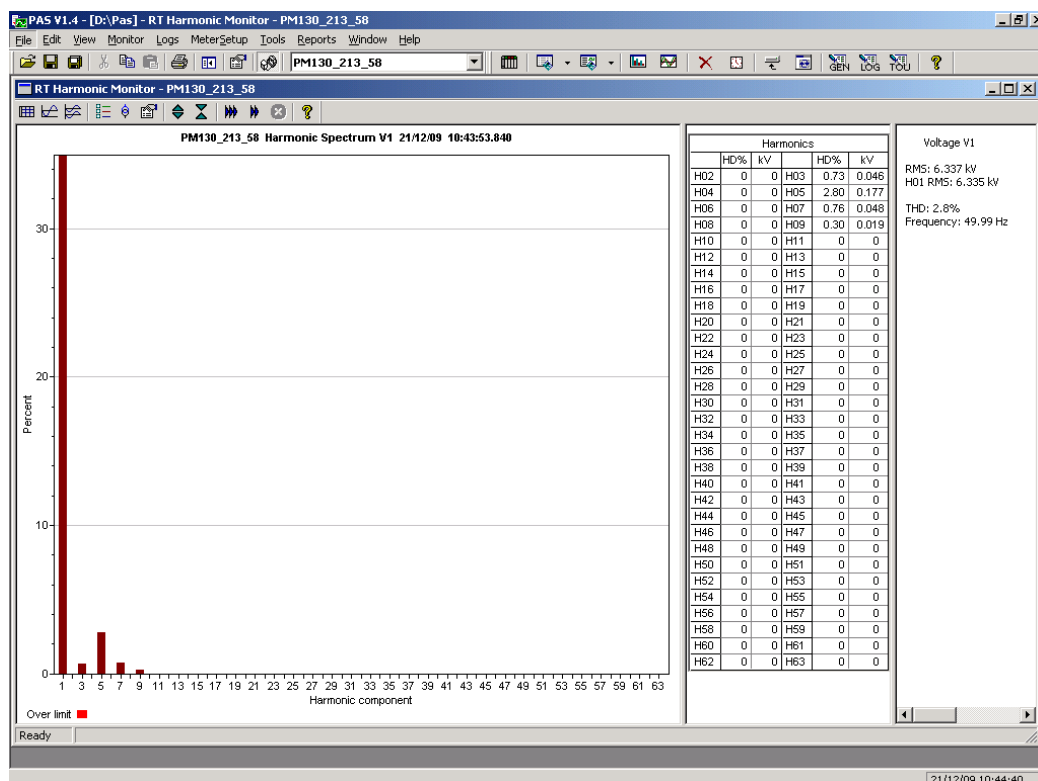 PAS V1.4 - [D:\Pas] - RT Harmonic Monitor - PM130_213_58
File Edit View Monitor Logs MeterSetup Tools Reports Window Help
PM130_213_58
GEN LOG TOU
RT Harmonic Monitor - PM130_213_58
PM130_213_58 Harmonic Spectrum V1 21/12/09 10:43:53.840
30
20
10
0
Percent
1 3 5 7 9 11 13 15 17 19 21 23 25 27 29 31 33 35 37 39 41 43 45 47 49 51 53 55 57 59 61 63
Harmonic component
Over limit
Harmonics
HD% kV HD% kV
H02 0 0 H03 0.73 0.046
H04 0 0 H05 2.80 0.177
H06 0 0 H07 0.76 0.048
H08 0 0 H09 0.30 0.019
H10 0 0 H11 0 0
H12 0 0 H13 0 0
H14 0 0 H15 0 0
H16 0 0 H17 0 0
H18 0 0 H19 0 0
H20 0 0 H21 0 0
H22 0 0 H23 0 0
H24 0 0 H25 0 0
H26 0 0 H27 0 0
H28 0 0 H29 0 0
H30 0 0 H31 0 0
H32 0 0 H33 0 0
H34 0 0 H35 0 0
H36 0 0 H37 0 0
H38 0 0 H39 0 0
H40 0 0 H41 0 0
H42 0 0 H43 0 0
H44 0 0 H45 0 0
H46 0 0 H47 0 0
H48 0 0 H49 0 0
H50 0 0 H51 0 0
H52 0 0 H53 0 0
H54 0 0 H55 0 0
H56 0 0 H57 0 0
H58 0 0 H59 0 0
H60 0 0 H61 0 0
H62 0 0 H63 0 0
Voltage V1
RMS: 6.337 kV
H01 RMS: 6.335 kV
THD: 2.8%
Frequency: 49.99 Hz
Ready
21/12/09 10:44:40